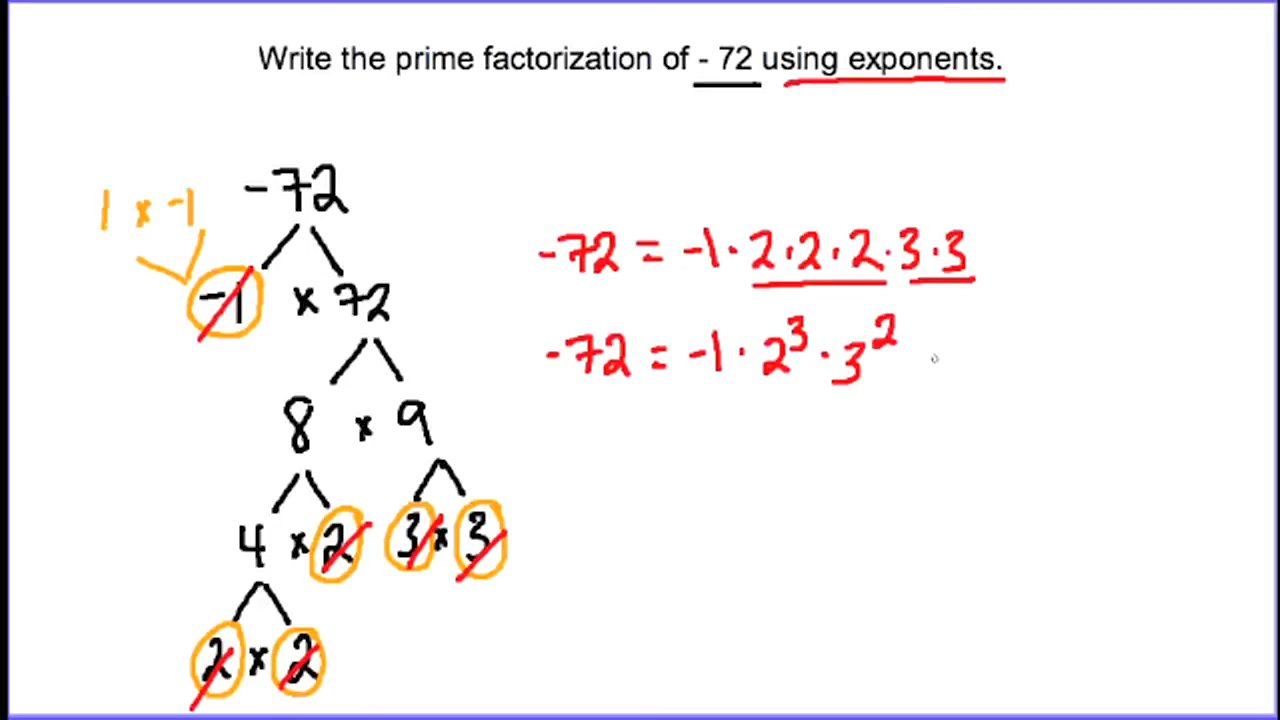 Write the prime factorization of - 72 using exponents.
1 x -1
-72
-1 x 72
8 x 9
4 x 2 3 x 3
2 x 2
-72 = -1 · 2 · 2 · 2 · 3 · 3
-72 = -1 · 2³ · 3²